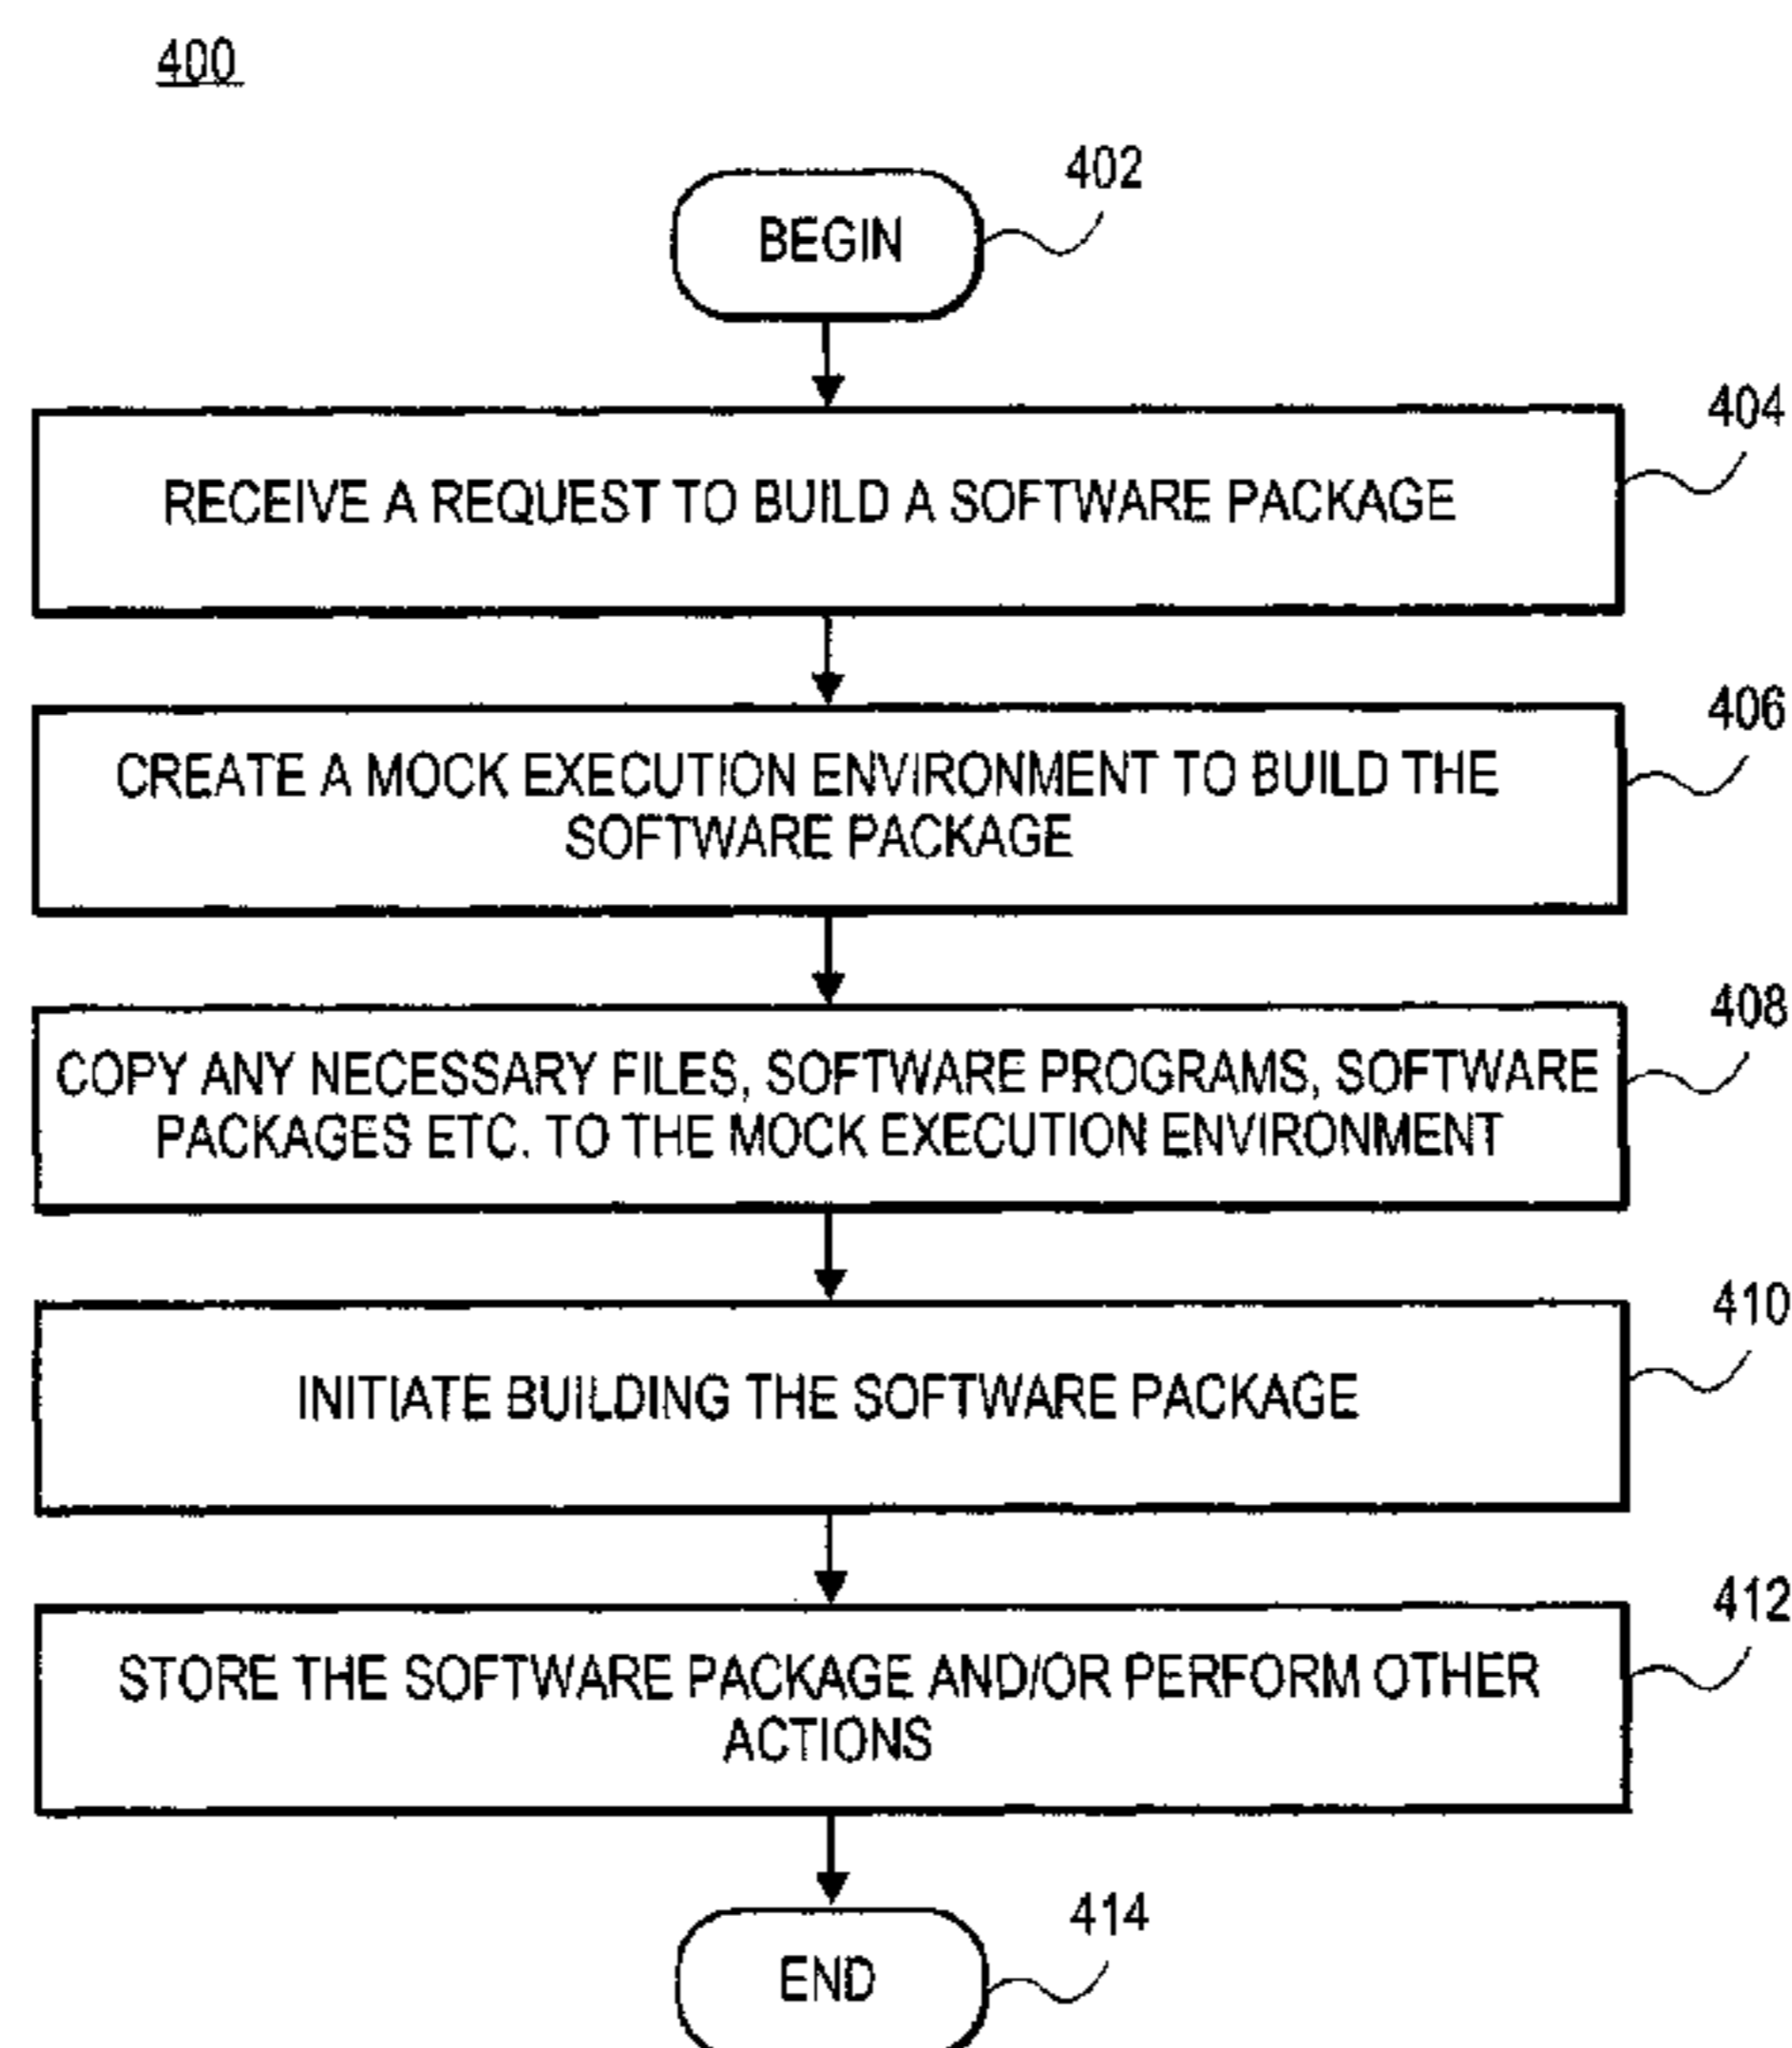 400
402
BEGIN
404
RECEIVE A REQUEST TO BUILD A SOFTWARE PACKAGE
406
CREATE A MOCK EXECUTION ENVIRONMENT TO BUILD THE
SOFTWARE PACKAGE
408
COPY ANY NECESSARY FILES, SOFTWARE PROGRAMS, SOFTWARE
PACKAGES ETC. TO THE MOCK EXECUTION ENVIRONMENT
410
INITIATE BUILDING THE SOFTWARE PACKAGE
412
STORE THE SOFTWARE PACKAGE AND/OR PERFORM OTHER
ACTIONS
414
END